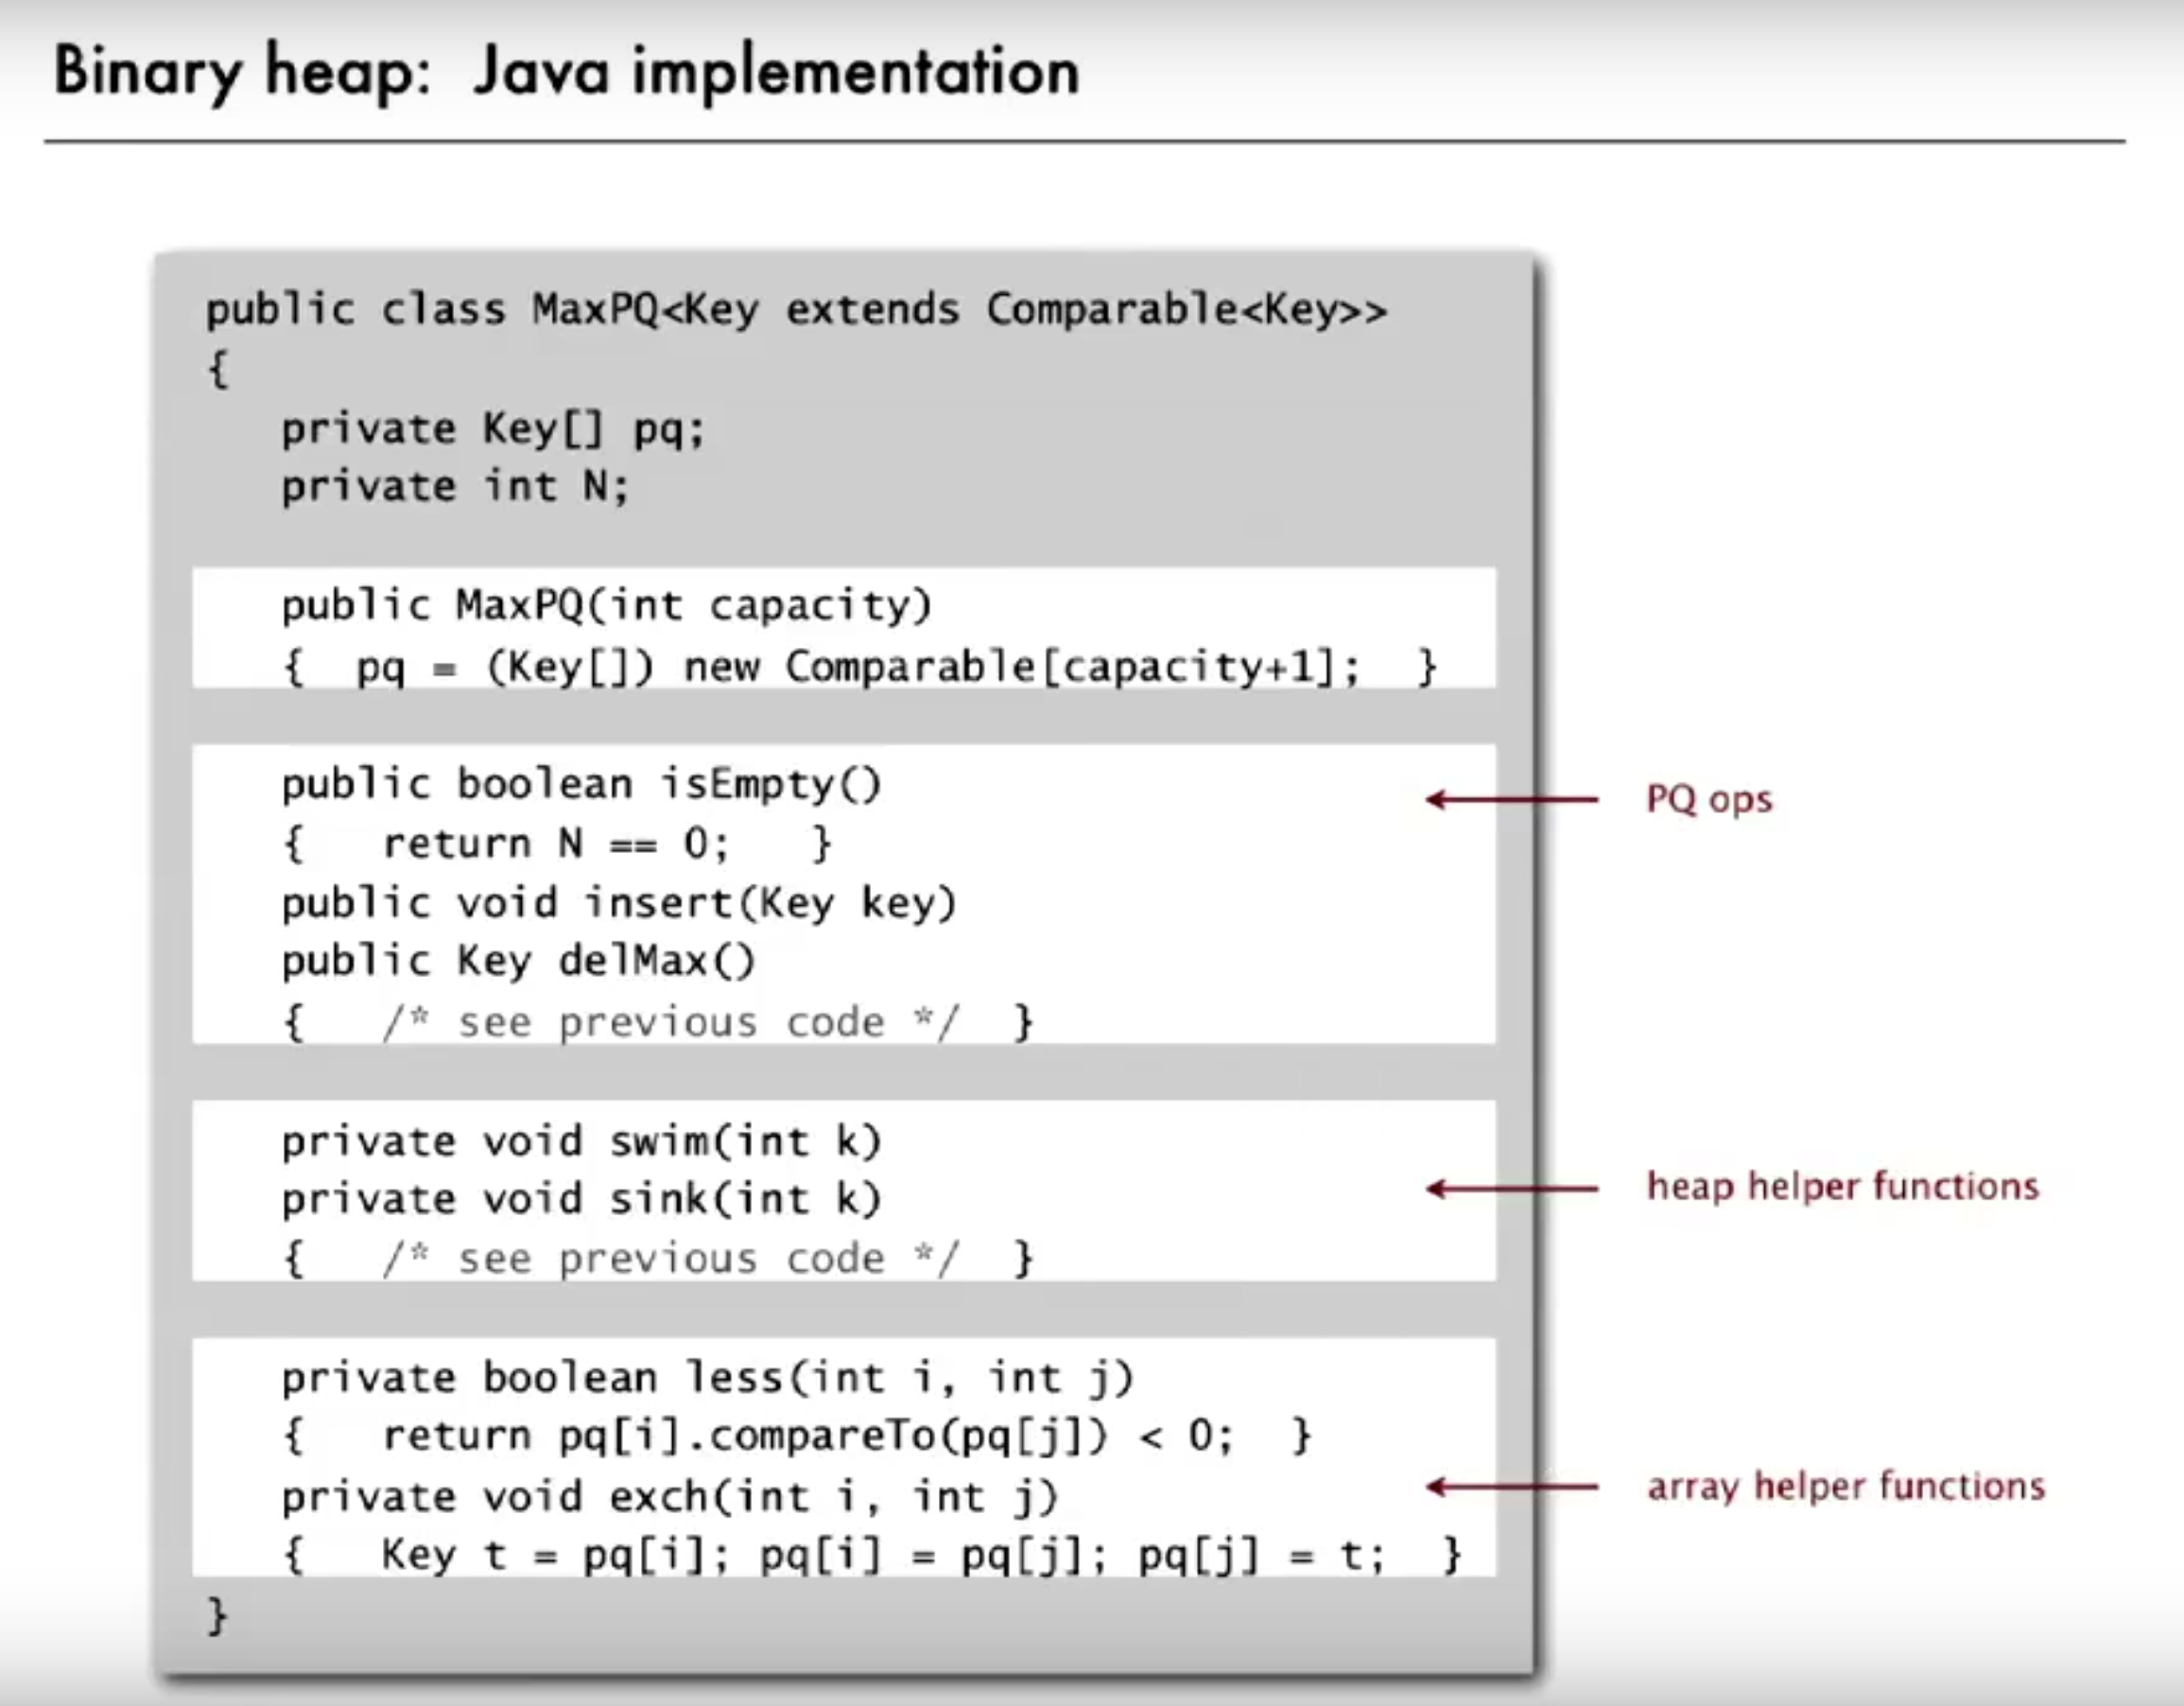 Binary heap: Java implementation
public class MaxPQ<Key extends Comparable<Key>>
{
private Key[] pq;
private int N;
public MaxPQ(int capacity)
{ pq = (Key[]) new Comparable[capacity+1]; }
public boolean isEmpty()
{ return N == 0; }
PQ ops
public void insert(Key key)
public Key delMax()
{ /* see previous code */ }
private void swim(int k)
private void sink(int k)
heap helper functions
{ /* see previous code */ }
private boolean less(int i, int j)
{ return pq[i].compareTo(pq[j]) < 0; }
private void exch(int i, int j)
array helper functions
{ Key t = pq[i]; pq[i] = pq[j]; pq[j] = t; }
}